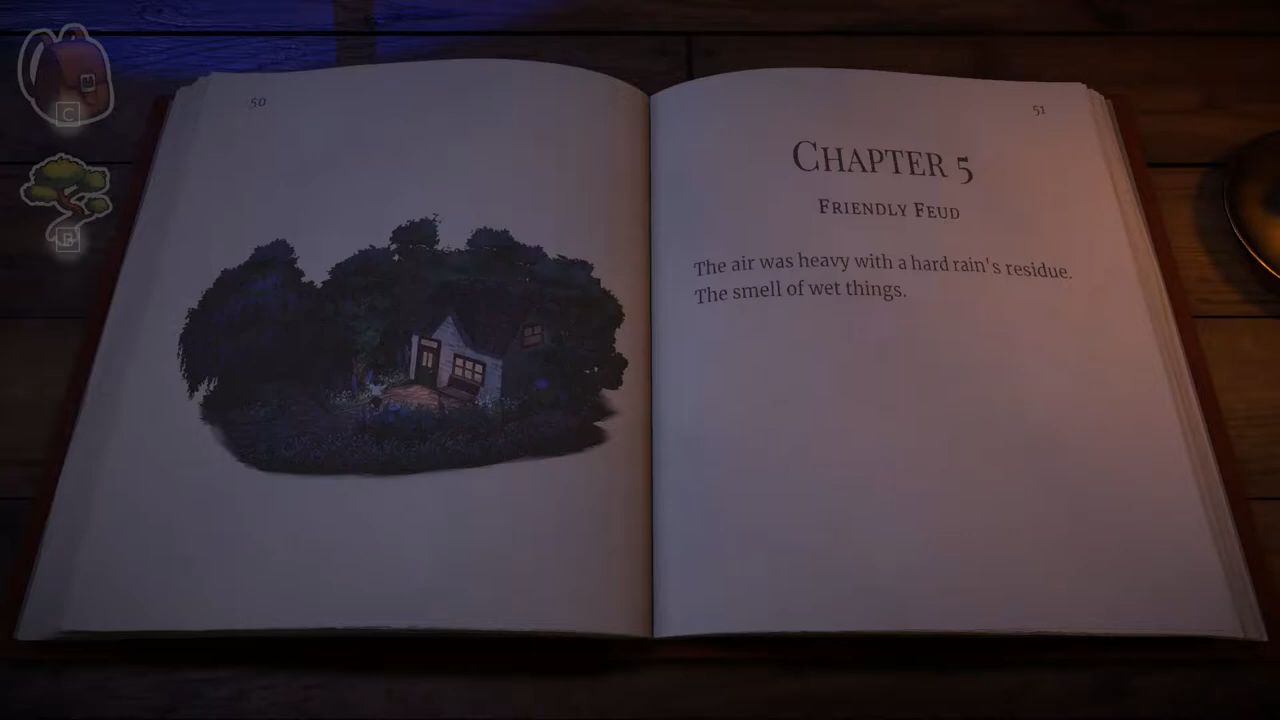 C
B
50
51
Chapter 5
Friendly Feud
The air was heavy with a hard rain's residue.
The smell of wet things.